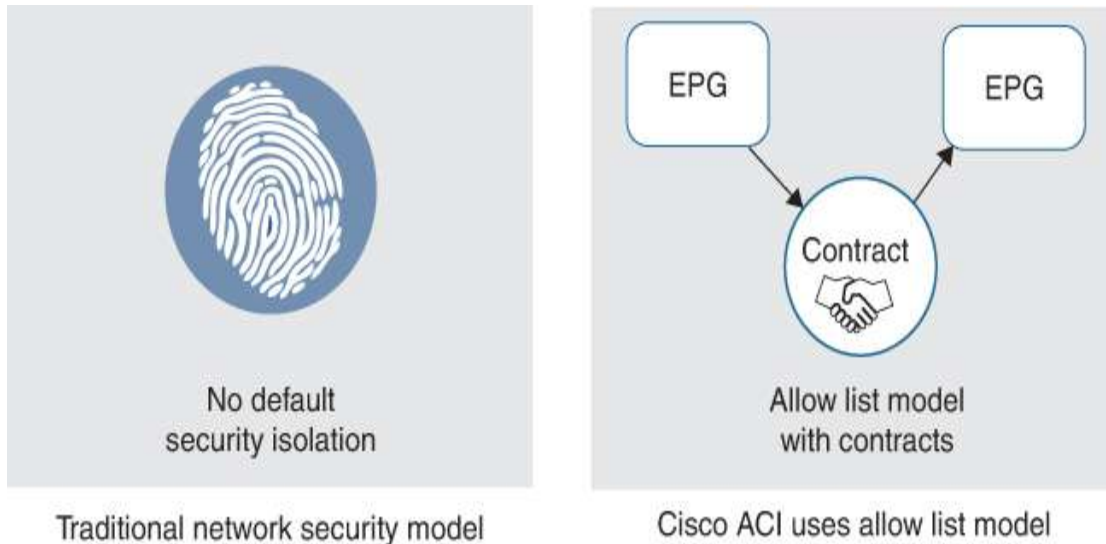 No default
security isolation
Traditional network security model
EPG
EPG
Contract
Allow list model
with contracts
Cisco ACI uses allow list model